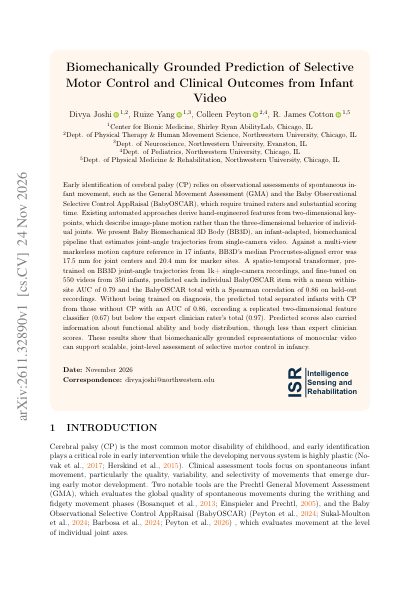 Biomechanically Grounded Prediction of Selective
Motor Control and Clinical Outcomes from Infant
Video
Divya Joshi 1,2, Ruize Yang 1,3, Colleen Peyton 2,4, R. James Cotton 1,5
1Center for Bionic Medicine, Shirley Ryan AbilityLab, Chicago, IL
2Dept. of Physical Therapy & Human Movement Science, Northwestern University, Chicago, IL
3Dept. of Neuroscience, Northwestern University, Evanston, IL
4Dept. of Pediatrics, Northwestern University, Chicago, IL
5Dept. of Physical Medicine & Rehabilitation, Northwestern University, Chicago, IL
Early identification of cerebral palsy (CP) relies on observational assessments of spontaneous in-
fant movement, such as the General Movement Assessment (GMA) and the Baby Observational
Selective Control AppRaisal (BabyOSCAR), which require trained raters and substantial scoring
time. Existing automated approaches derive hand-engineered features from two-dimensional key-
points, which describe image-plane motion rather than the three-dimensional behavior of individ-
ual joints. We present Baby Biomechanical 3D Body (BB3D), an infant-adapted, biomechanical
pipeline that estimates joint-angle trajectories from single-camera video. Against a multi-view
markerless motion capture reference in 17 infants, BB3D's median Procrustes-aligned error was
17.5 mm for joint centers and 20.4 mm for marker sites. A spatio-temporal transformer, pre-
trained on BB3D joint-angle trajectories from 1k+ single-camera recordings, and fine-tuned on
550 videos from 350 infants, predicted each individual BabyOSCAR item with a mean within-
site AUC of 0.79 and the BabyOSCAR total with a Spearman correlation of 0.86 on held-out
recordings. Without being trained on diagnosis, the predicted total separated infants with CP
from those without CP with an AUC of 0.86, exceeding a replicated two-dimensional feature
classifier (0.67) but below the expert clinician rater's total (0.97). Predicted scores also carried
information about functional ability and body distribution, though less than expert clinician
scores. These results show that biomechanically grounded representations of monocular video
can support scalable, joint-level assessment of selective motor control in infancy.
Date: November 2026
Correspondence: divya.joshi@northwestern.edu
ISR Intelligence
Sensing and
Rehabilitation
arXiv:2611.32890v1 [cs.CV] 24 Nov 2026
1 INTRODUCTION
Cerebral palsy (CP) is the most common motor disability of childhood, and early identification
plays a critical role in early intervention while the developing nervous system is highly plastic (No-
vak et al., 2017; Herskind et al., 2015). Clinical assessment tools focus on spontaneous infant
movement, particularly the quality, variability, and selectivity of movements that emerge dur-
ing early motor development. Two notable tools are the Prechtl General Movement Assessment
(GMA), which evaluates the global quality of spontaneous movements during the writhing and
fidgety movement phases (Bosanquet et al., 2013; Einspieler and Prechtl, 2005), and the Baby
Observational Selective Control AppRaisal (BabyOSCAR) (Peyton et al., 2024; Sukal-Moulton
et al., 2024; Barbosa et al., 2024; Peyton et al., 2026) , which evaluates movement at the level
of individual joint axes.